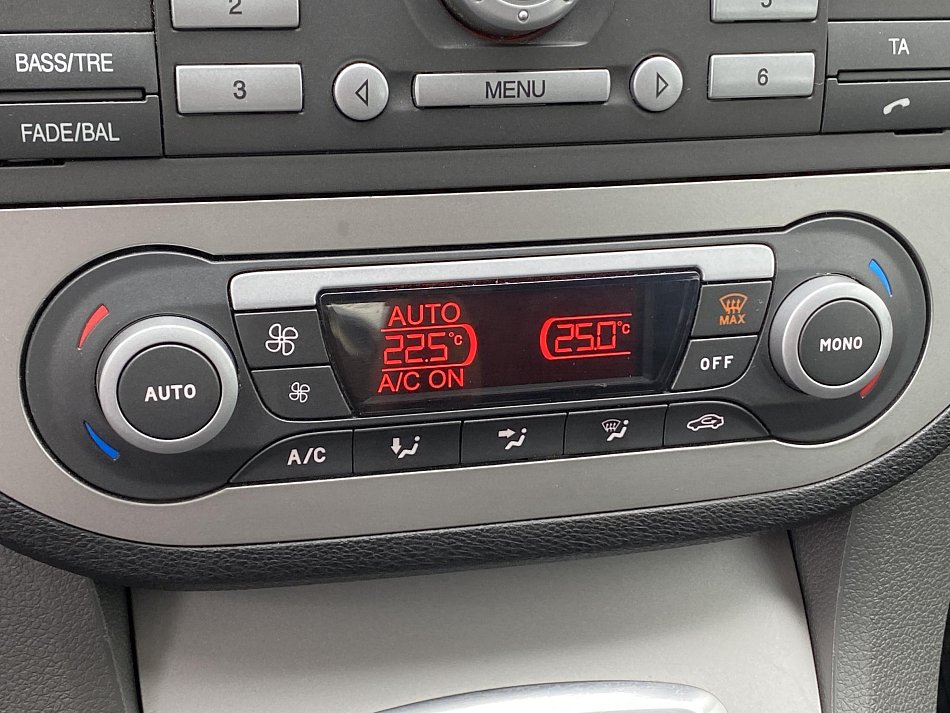 2
5
BASS/TRE
3
MENU
6
TA
FADE/BAL
AUTO
22.5°C
A/C ON
25.0°C
MAX
OFF
AUTO
MONO
A/C